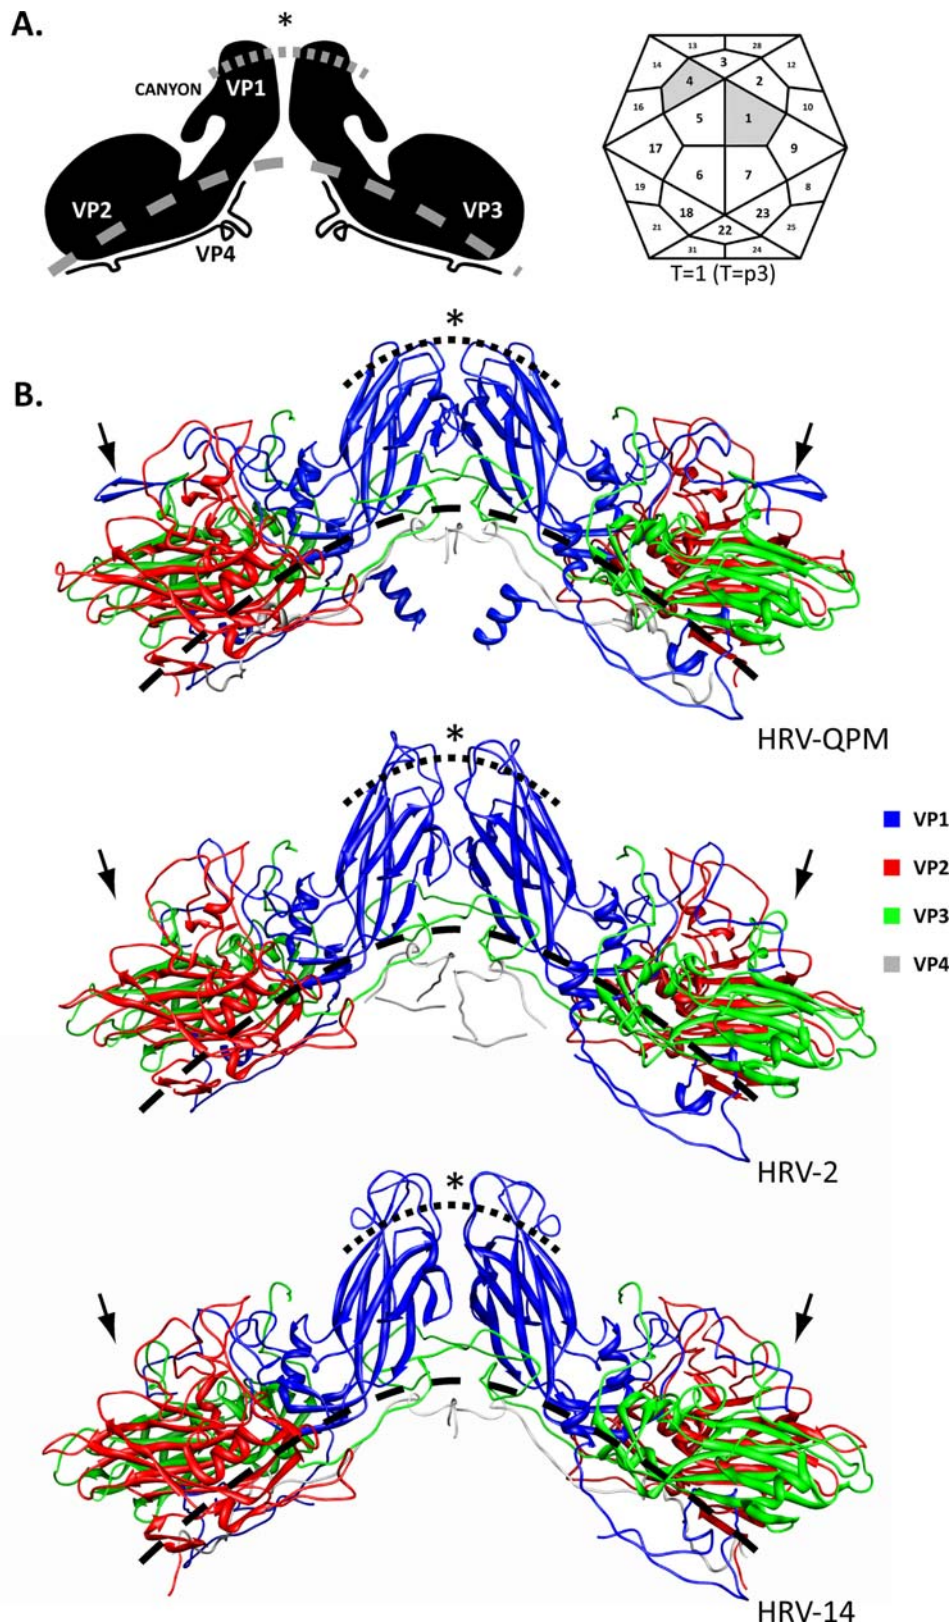 A.
*
CANYON
VP1
VP2
VP3
VP4
13
28
14
3
12
4
2
16
10
5
1
17
9
6
7
19
8
18
23
21
22
25
31
24
T=1 (T=p3)
B.
*
HRV-QPM
*
VP1
VP2
VP3
VP4
HRV-2
*
HRV-14